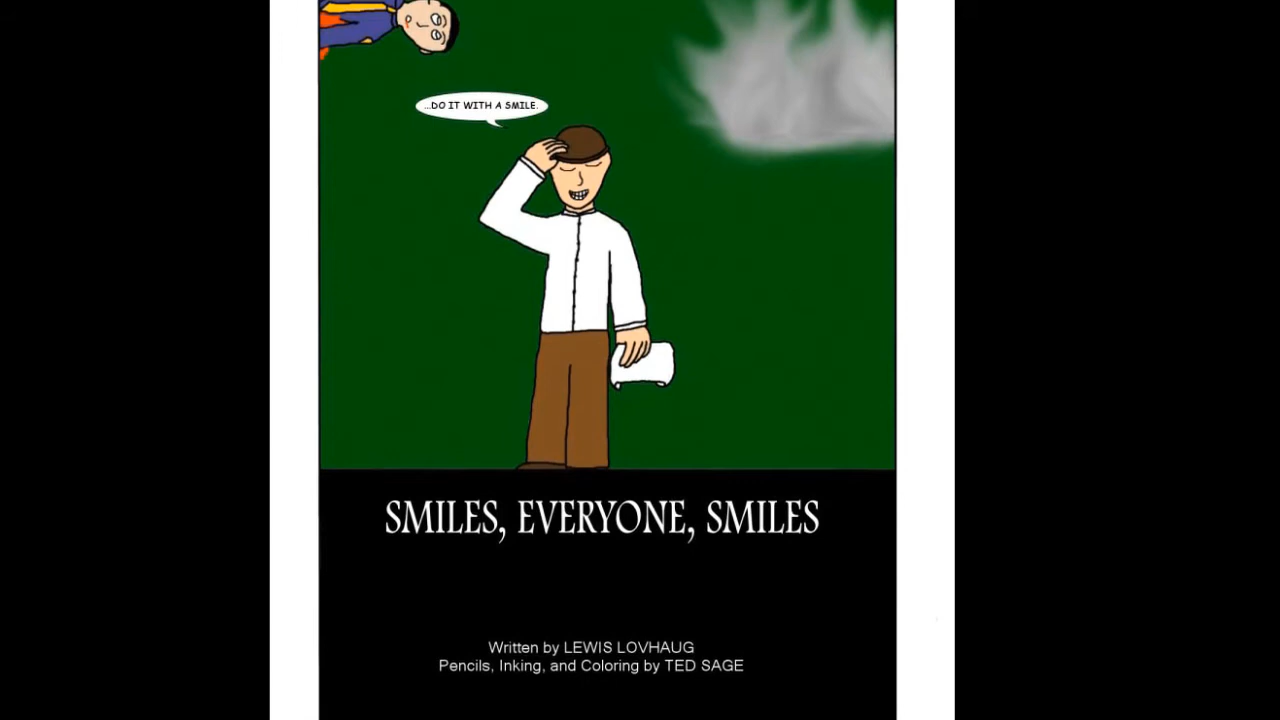 ...DO IT WITH A SMILE.
SMILES, EVERYONE, SMILES
Written by LEWIS LOVHAUG
Pencils, Inking, and Coloring by TED SAGE